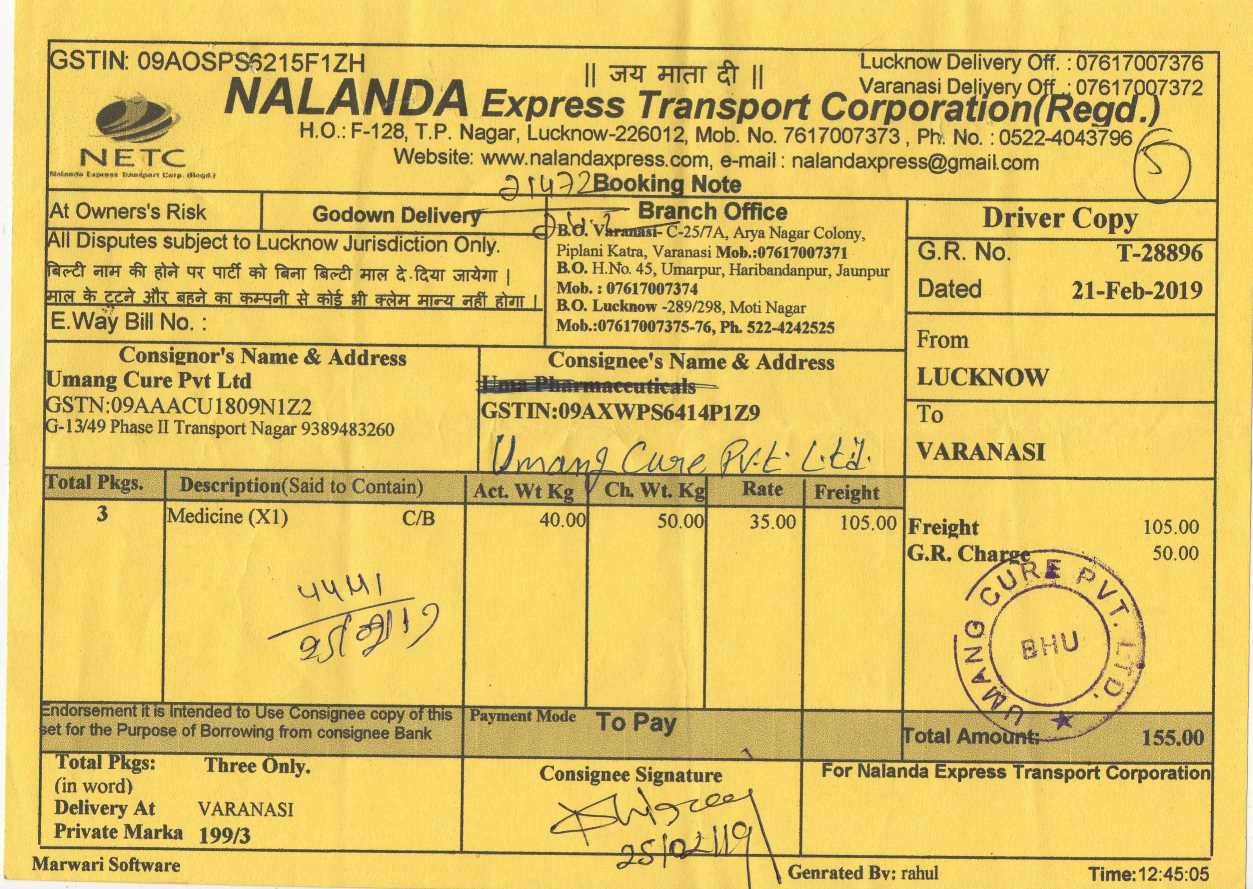 GSTIN: 09AOSPS6215F1ZH
|| जय माता दी ||
Lucknow Delivery Off. : 07617007376
Varanasi Delivery Off. : 07617007372
NALANDA Express Transport Corporation(Regd.)
NETC
Nalanda Express Transport Corp. (Regd.)
H.O.: F-128, T.P. Nagar, Lucknow-226012, Mob. No. 7617007373 , Ph. No. : 0522-4043796
Website: www.nalandaxpress.com, e-mail : nalandaxpress@gmail.com
5
21472 Booking Note
At Owners's Risk
Godown Delivery
All Disputes subject to Lucknow Jurisdiction Only.
बिल्टी नाम की होने पर पार्टी को बिना बिल्टी माल दे दिया जायेगा |
माल के टूटने और बहने का कम्पनी से कोई भी क्लेम मान्य नहीं होगा |
E.Way Bill No. :
Branch Office
B.O. Varanasi- C-25/7A, Arya Nagar Colony,
Piplani Katra, Varanasi Mob.:07617007371
B.O. H.No. 45, Umarpur, Haribandanpur, Jaunpur
Mob. : 07617007374
B.O. Lucknow -289/298, Moti Nagar
Mob.:07617007375-76, Ph. 522-4242525
Driver Copy
G.R. No. T-28896
Dated 21-Feb-2019
From
LUCKNOW
To
VARANASI
Consignor's Name & Address
Umang Cure Pvt Ltd
GSTN:09AAACU1809N1Z2
G-13/49 Phase II Transport Nagar 9389483260
Consignee's Name & Address
Uma Pharmaceuticals
GSTIN:09AXWPS6414P1Z9
Umang Cure Pvt. Ltd.
Total Pkgs. Description(Said to Contain) Act. Wt Kg Ch. Wt. Kg Rate Freight
3 Medicine (X1) C/B 40.00 50.00 35.00 105.00
Freight 105.00
G.R. Charge 50.00
UMANG CURE PVT. LTD.
BHU
Endorsement it is Intended to Use Consignee copy of this
set for the Purpose of Borrowing from consignee Bank
Payment Mode To Pay
Total Amount: 155.00
Total Pkgs: Three Only.
(in word)
Delivery At VARANASI
Private Marka 199/3
Consignee Signature
25/02/19
For Nalanda Express Transport Corporation
Marwari Software
Genrated By: rahul
Time:12:45:05